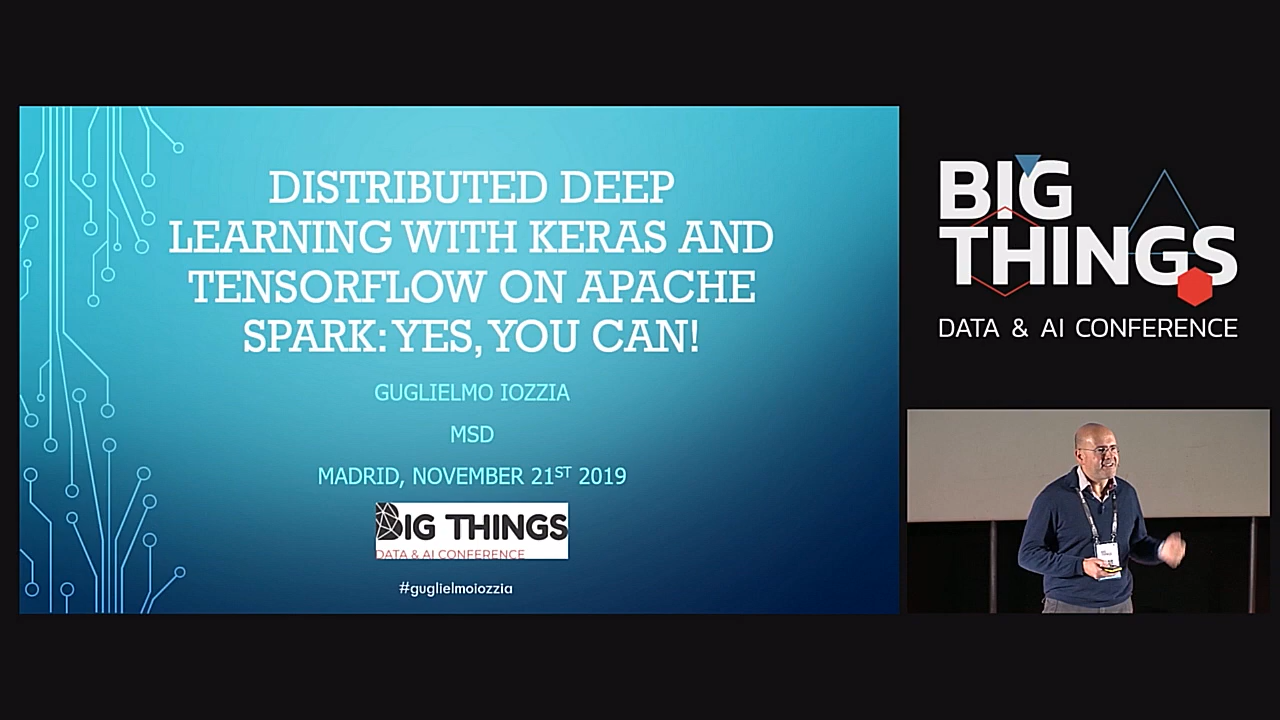 DISTRIBUTED DEEP
LEARNING WITH KERAS AND
TENSORFLOW ON APACHE
SPARK: YES, YOU CAN!
GUGLIELMO IOZZIA
MSD
MADRID, NOVEMBER 21ST 2019
BIG THINGS
DATA & AI CONFERENCE
#guglielmoiozzia
BIG
THINGS
DATA & AI CONFERENCE